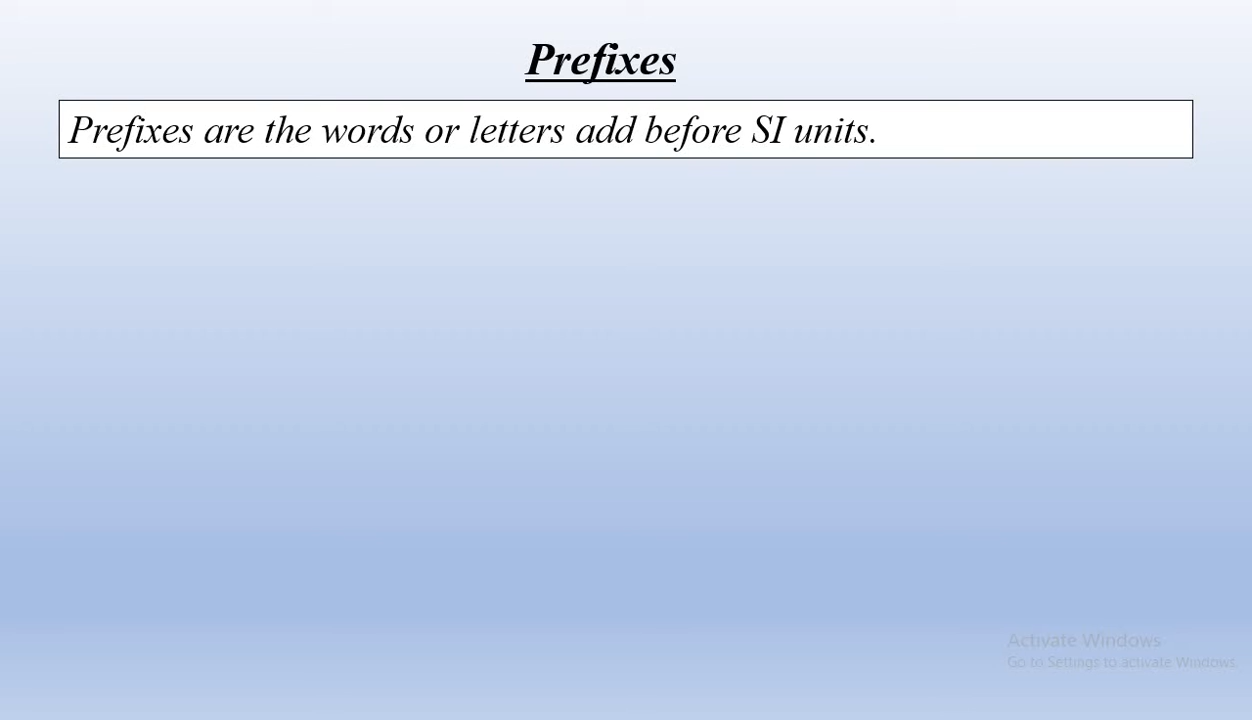 Prefixes
Prefixes are the words or letters add before SI units.
Activate Windows
Go to Settings to activate Windows.